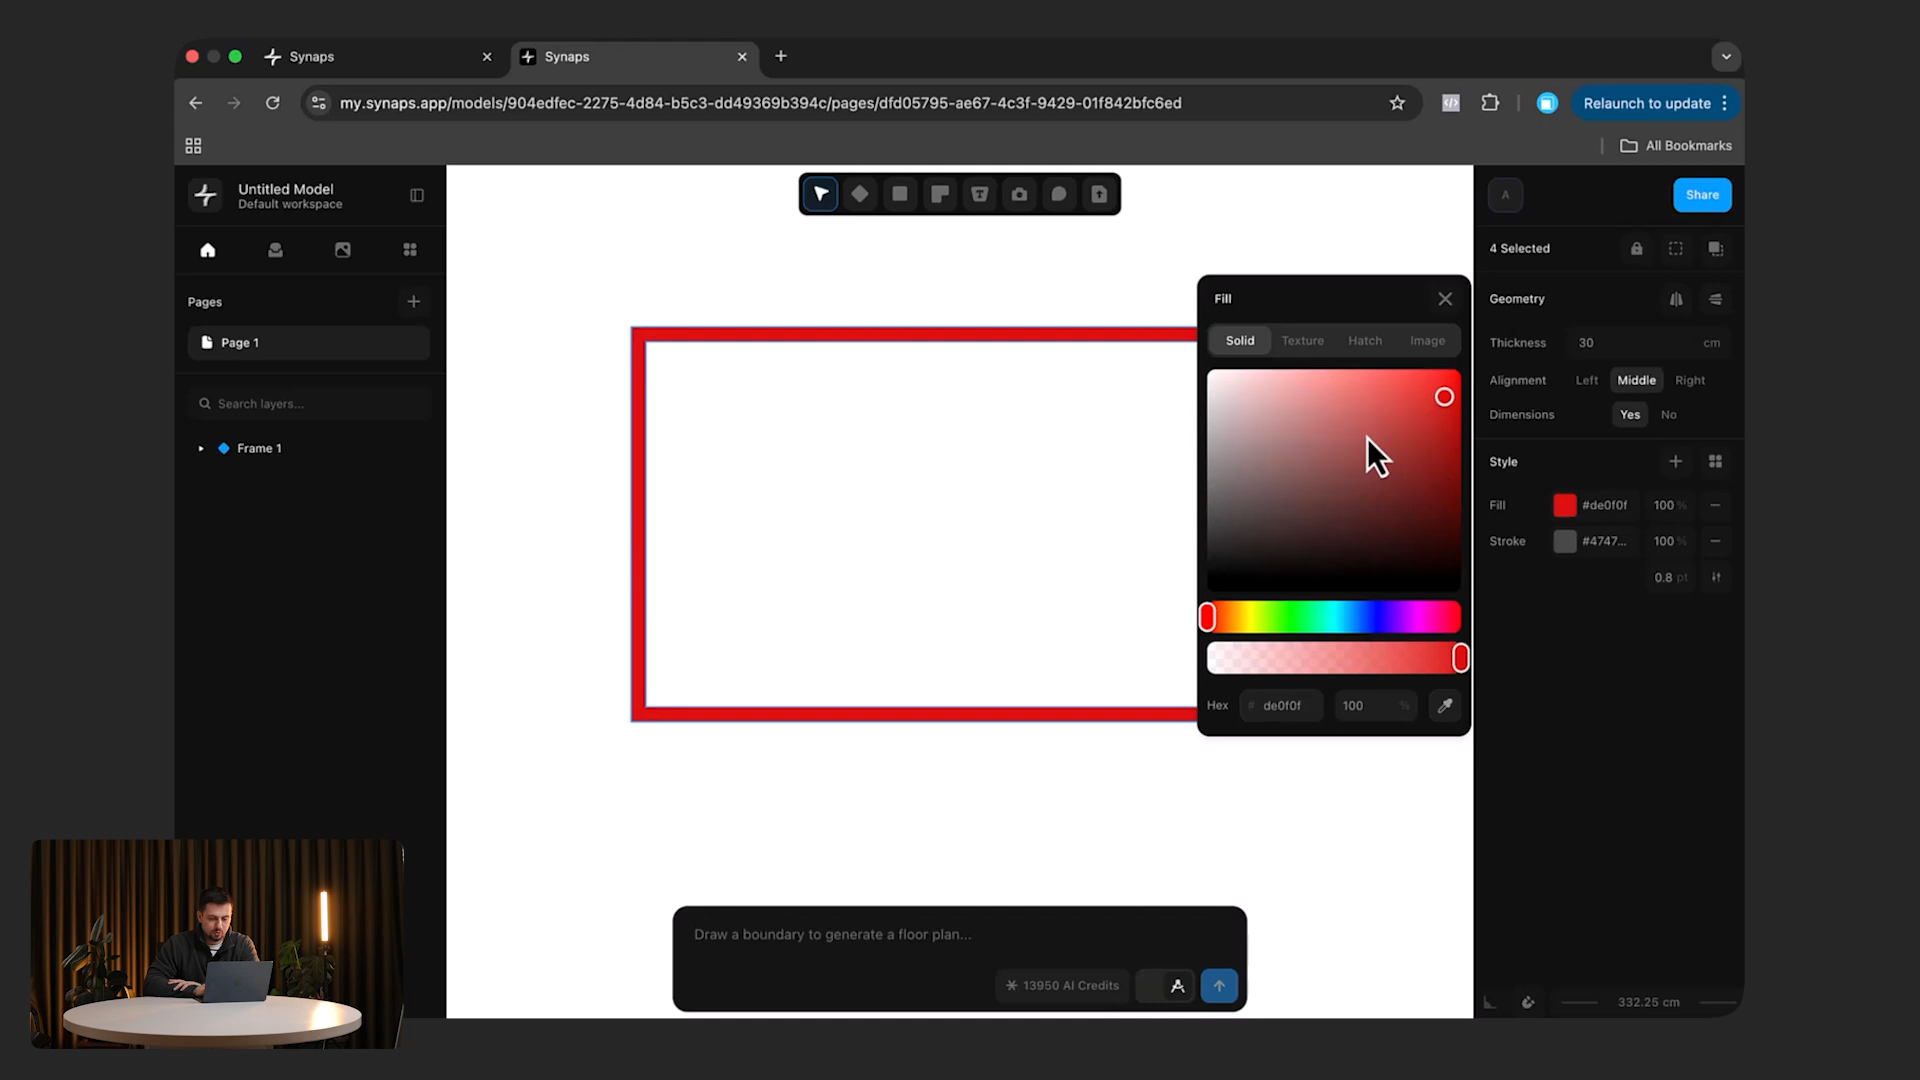 Synaps
Synaps
my.synaps.app/models/904edfec-2275-4d84-b5c3-dd49369b394c/pages/dfd05795-ae67-4c3f-9429-01f842bfc6ed
Relaunch to update
All Bookmarks
Untitled Model
Default workspace
Pages
Page 1
Search layers...
Frame 1
Fill
Solid
Texture
Hatch
Image
Hex
# de0f0f
100 %
Draw a boundary to generate a floor plan...
13950 AI Credits
A
Share
4 Selected
Geometry
Thickness 30 cm
Alignment Left Middle Right
Dimensions Yes No
Style
Fill #de0f0f 100 %
Stroke #4747... 100 %
0.8 pt
332.25 cm